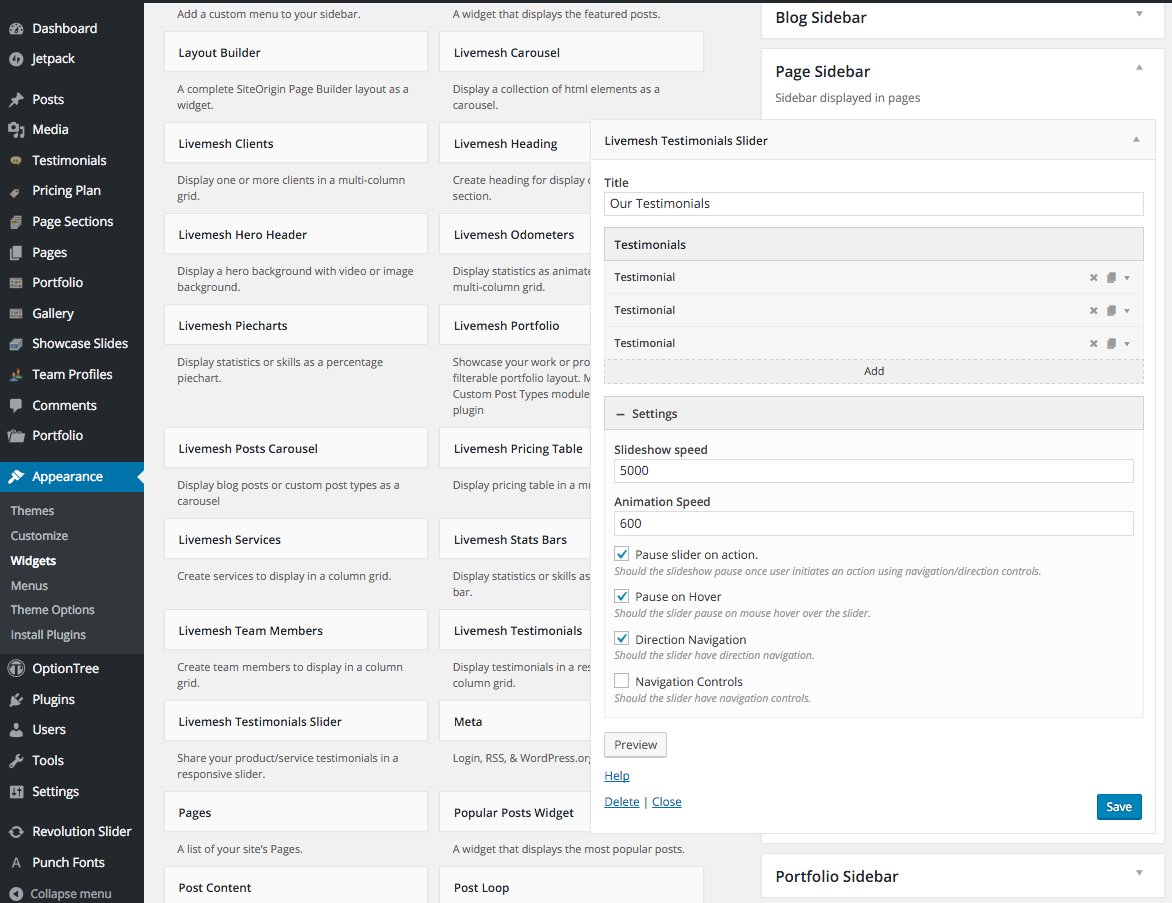 Dashboard
Jetpack
Posts
Media
Testimonials
Pricing Plan
Page Sections
Pages
Portfolio
Gallery
Showcase Slides
Team Profiles
Comments
Portfolio
Appearance
Themes
Customize
Widgets
Menus
Theme Options
Install Plugins
OptionTree
Plugins
Users
Tools
Settings
Revolution Slider
Punch Fonts
Collapse menu
Add a custom menu to your sidebar.
Layout Builder
A complete SiteOrigin Page Builder layout as a
widget.
Livemesh Clients
Display one or more clients in a multi-column
grid.
Livemesh Hero Header
Display a hero background with video or image
background.
Livemesh Piecharts
Display statistics or skills as a percentage
piechart.
Livemesh Posts Carousel
Display blog posts or custom post types as a
carousel
Livemesh Services
Create services to display in a column grid.
Livemesh Team Members
Create team members to display in a column
grid.
Livemesh Testimonials Slider
Share your product/service testimonials in a
responsive slider.
Pages
A list of your site's Pages.
Post Content
A widget that displays the featured posts.
Livemesh Carousel
Display a collection of html elements as a
carousel.
Livemesh Heading
Create heading for display
section.
Livemesh Odometers
Display statistics as animate
multi-column grid.
Livemesh Portfolio
Showcase your work or pro
filterable portfolio layout. M
Custom Post Types module
plugin
Livemesh Pricing Table
Display pricing table in a mu
Livemesh Stats Bars
Display statistics or skills as
bar.
Livemesh Testimonials
Display testimonials in a res
column grid.
Meta
Login, RSS, & WordPress.org
Popular Posts Widget
A widget that displays the most popular posts.
Post Loop
Blog Sidebar
Page Sidebar
Sidebar displayed in pages
Livemesh Testimonials Slider
Title
Our Testimonials
Testimonials
Testimonial
Testimonial
Testimonial
Add
– Settings
Slideshow speed
5000
Animation Speed
600
Pause slider on action.
Should the slideshow pause once user initiates an action using navigation/direction controls.
Pause on Hover
Should the slider pause on mouse hover over the slider.
Direction Navigation
Should the slider have direction navigation.
Navigation Controls
Should the slider have navigation controls.
Preview
Help
Delete | Close
Save
Portfolio Sidebar